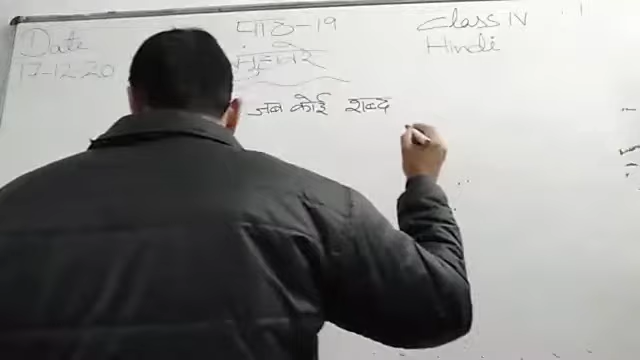 Date
17-12-20
पाठ-19
मुहावरे
Class IV
Hindi
जब कोई शब्द